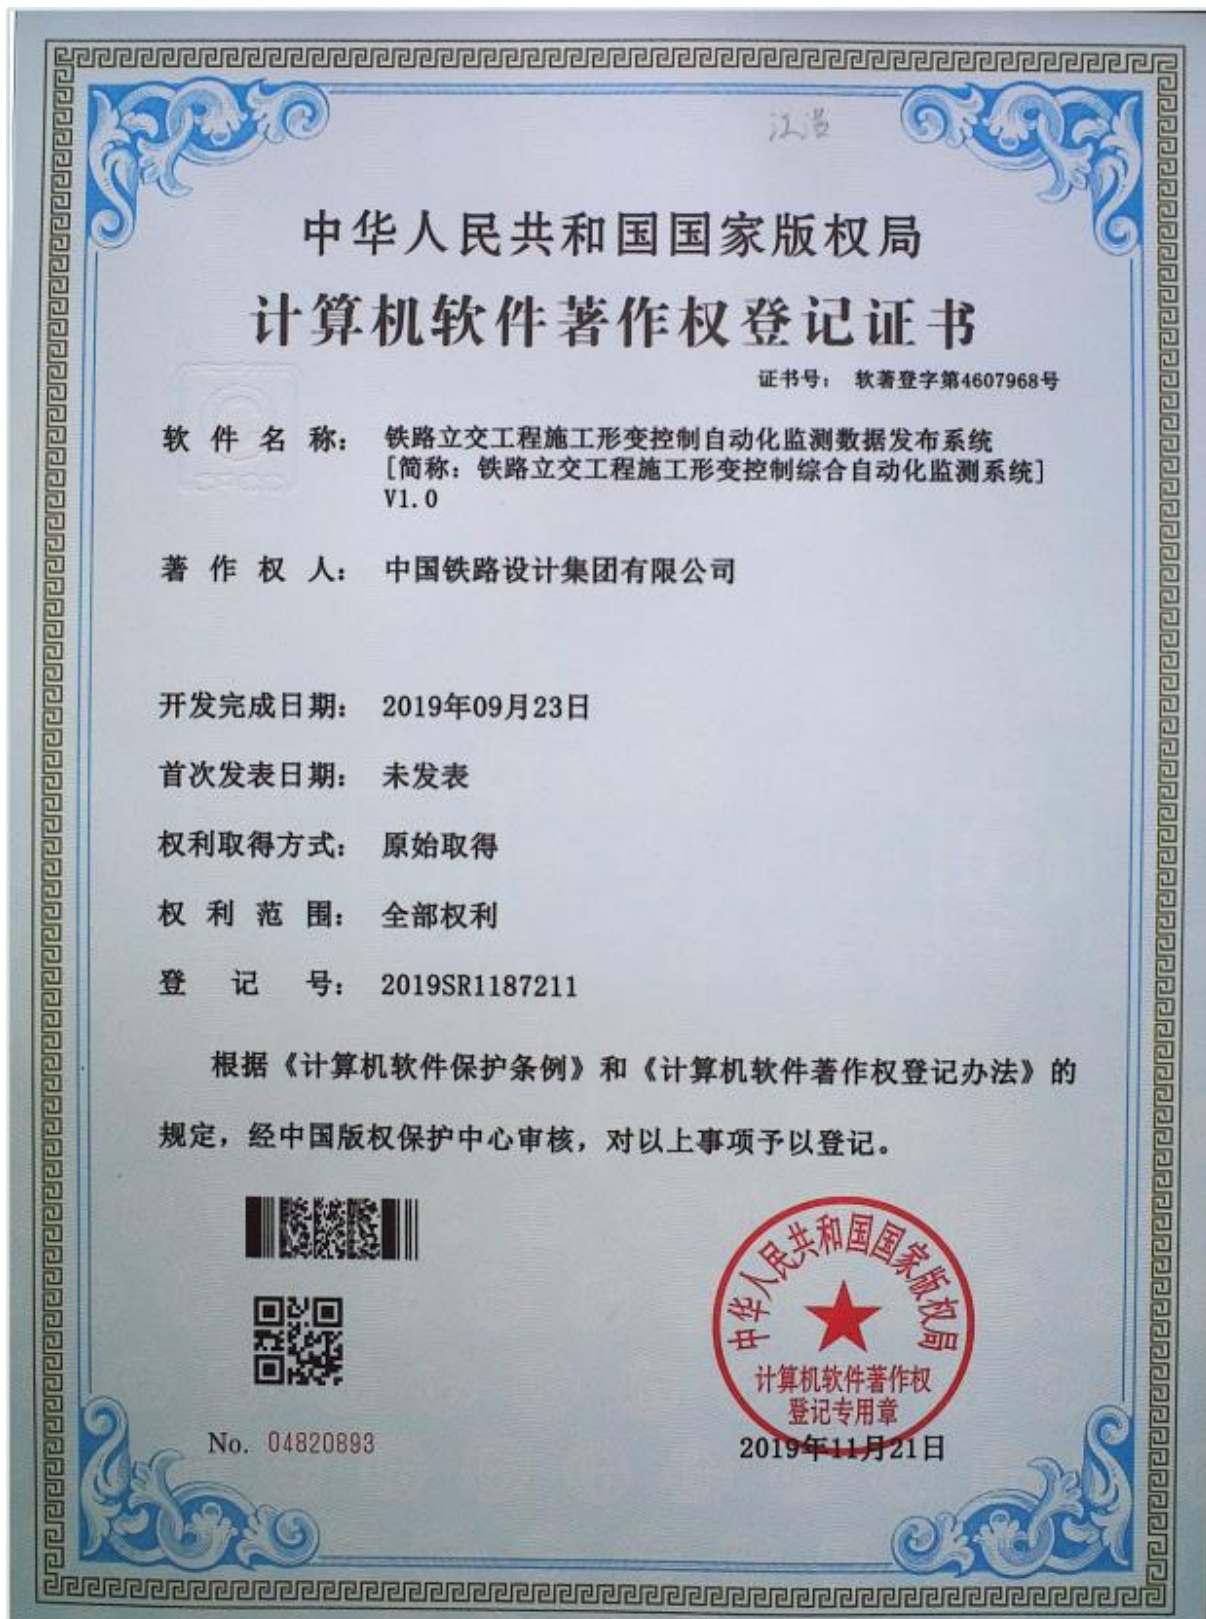 中华人民共和国国家版权局
计算机软件著作权登记证书
证书号： 软著登字第4607968号
软件名称： 铁路立交工程施工形变控制自动化监测数据发布系统
[简称：铁路立交工程施工形变控制综合自动化监测系统]
V1.0
著作权人： 中国铁路设计集团有限公司
开发完成日期： 2019年09月23日
首次发表日期： 未发表
权利取得方式： 原始取得
权利范围： 全部权利
登记号： 2019SR1187211
根据《计算机软件保护条例》和《计算机软件著作权登记办法》的
规定，经中国版权保护中心审核，对以上事项予以登记。
中华人民共和国国家版权局
计算机软件著作权
登记专用章
No. 04820893
2019年11月21日